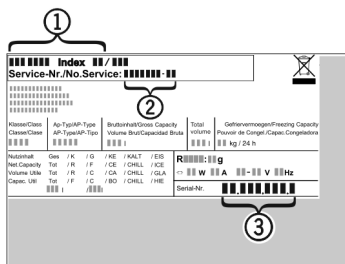 ①
Index /
Service-Nr./No.Service: -
②
Klasse/Class Ap-Typ/AP-Type Bruttoinhalt/Gross Capacity Total Gefriervermoegen/Freezing Capacity
Classe/Clase AP-Type/AP-Tipo Volume Brut/Capacidad Bruta volume Pouvoir de Congel./Capac.Congeladora
l l kg / 24 h
Nutzinhalt Ges / K / G / KE / KALT / EIS
Net.Capacity Tot / R / F / CE / CHILL / ICE
Volume Utile Tot / R / C / CA / CHILL / GLA
Capac. Util Tot / F / C / BO / CHILL / HIE
l / l
R : g
W A - V Hz
Serial-Nr. . . .
③